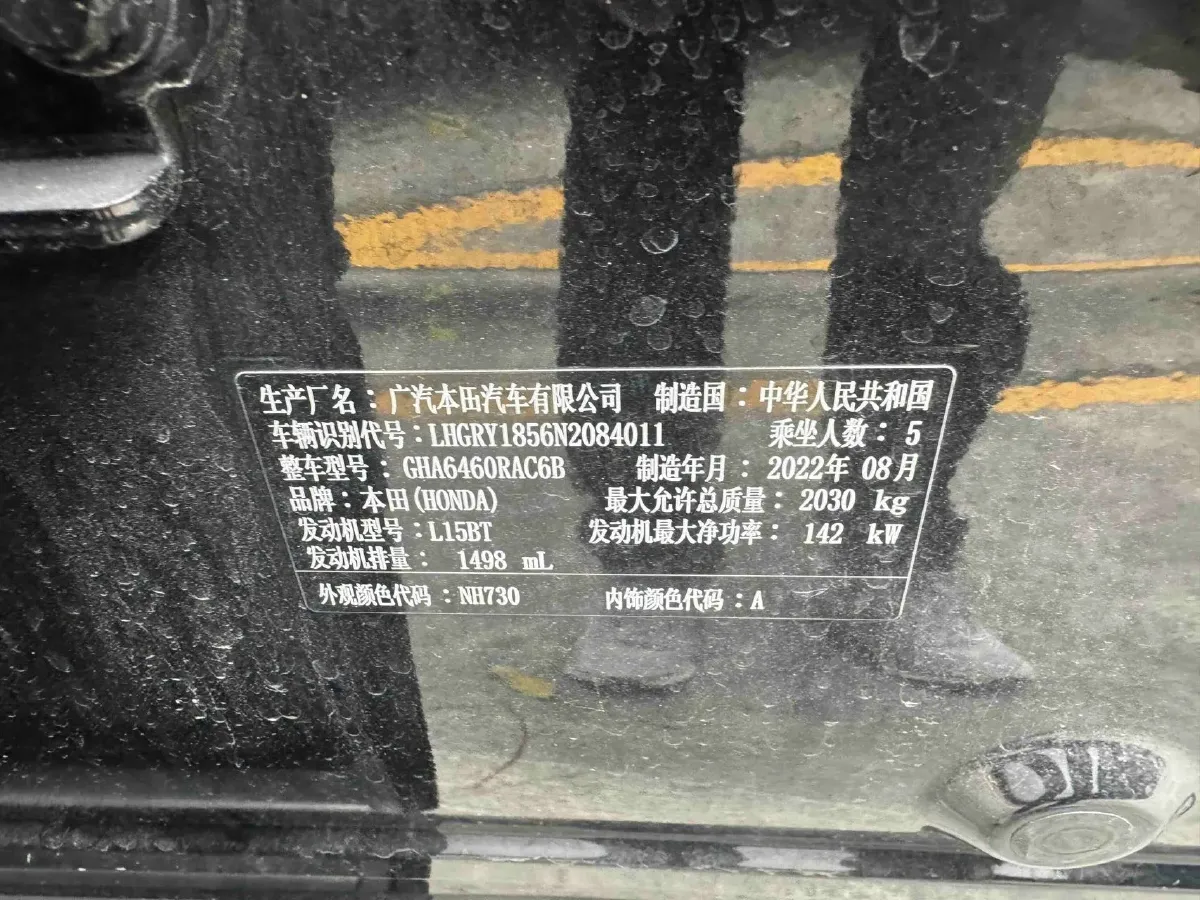 生产厂名：广汽本田汽车有限公司 制造国：中华人民共和国
车辆识别代号：LHGRY1856N2084011 乘坐人数：5
整车型号：GHA6460RAC6B 制造年月：2022年 08月
品牌：本田(HONDA) 最大允许总质量：2030 kg
发动机型号：L15BT 发动机最大净功率：142 kW
发动机排量：1498 mL
外观颜色代码：NH730 内饰颜色代码：A